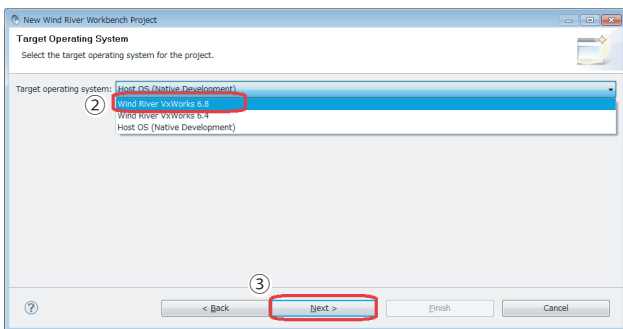 New Wind River Workbench Project
Target Operating System
Select the target operating system for the project.
Target operating system: Host OS (Native Development)
② Wind River VxWorks 6.8
Wind River VxWorks 6.4
Host OS (Native Development)
③
? < Back Next > Finish Cancel